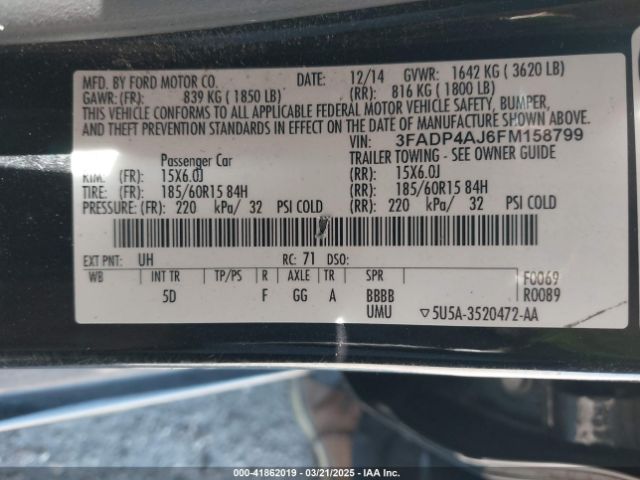 MFD. BY FORD MOTOR CO. DATE: 12/14 GVWR: 1642 KG ( 3620 LB)
GAWR: (FR): 839 KG ( 1850 LB) (RR): 816 KG ( 1800 LB)
THIS VEHICLE CONFORMS TO ALL APPLICABLE FEDERAL MOTOR VEHICLE SAFETY, BUMPER,
AND THEFT PREVENTION STANDARDS IN EFFECT ON THE DATE OF MANUFACTURE SHOWN ABOVE.
VIN: 3FADP4AJ6FM158799
Passenger Car TRAILER TOWING - SEE OWNER GUIDE
RIM: (FR): 15X6.0J (RR): 15X6.0J
TIRE: (FR): 185/60R15 84H (RR): 185/60R15 84H
PRESSURE: (FR): 220 kPa/ 32 PSI COLD (RR): 220 kPa/ 32 PSI COLD
EXT PNT: UH RC: 71 DSO:
WB INT TR TP/PS R AXLE TR SPR F0069
5D F GG A BBBB R0089
UMU ▽5U5A-3520472-AA
000-41862019 - 03/21/2025 - IAA Inc.